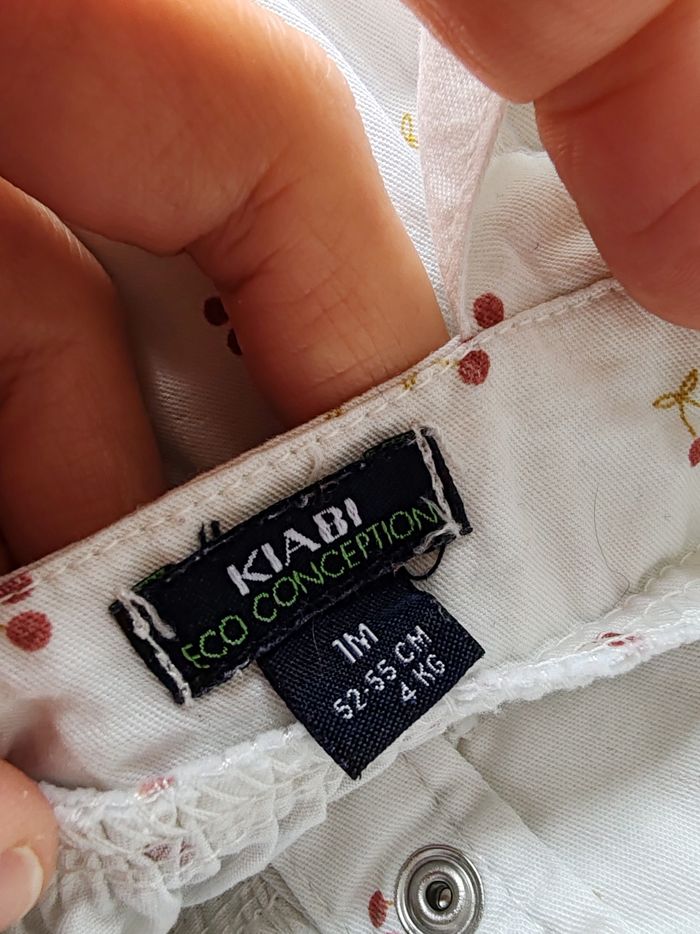 KIABI
ECO CONCEPTION
1M
52-55 CM
4 KG